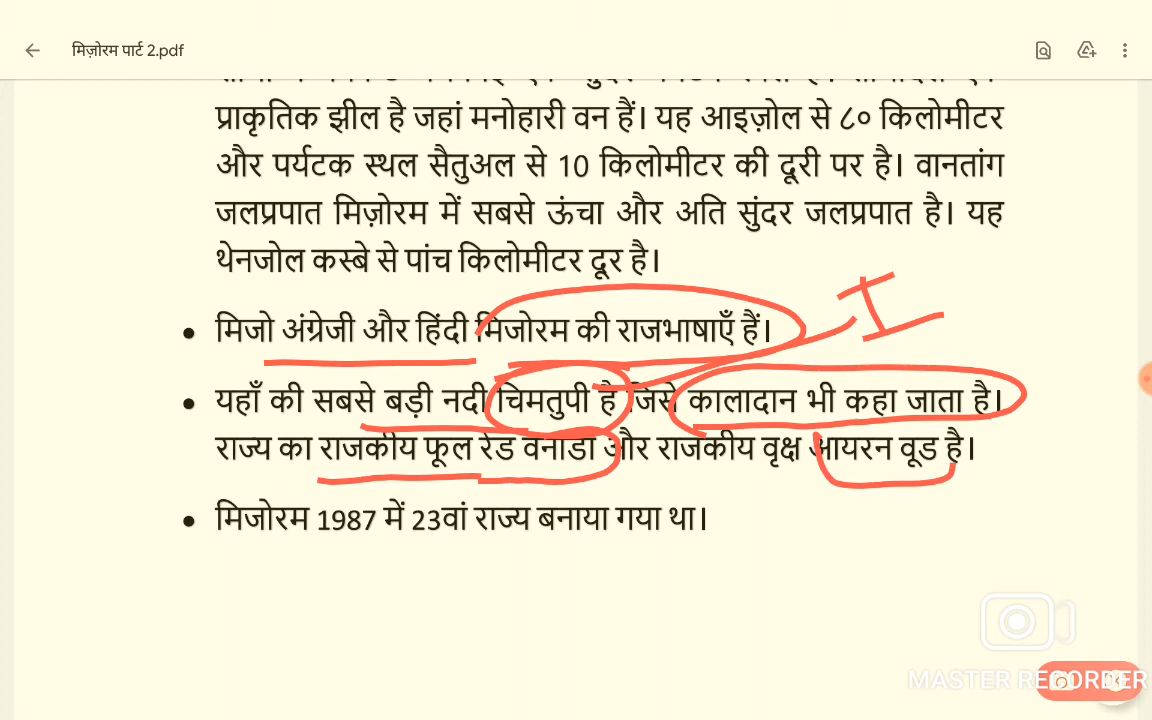 मिज़ोरम पार्ट 2.pdf
प्राकृतिक झील है जहां मनोहारी वन हैं। यह आइज़ोल से ८० किलोमीटर
और पर्यटक स्थल सैतुअल से 10 किलोमीटर की दूरी पर है। वानतांग
जलप्रपात मिज़ोरम में सबसे ऊंचा और अति सुंदर जलप्रपात है। यह
थेनजोल कस्बे से पांच किलोमीटर दूर है।
• मिजो अंग्रेजी और हिंदी मिजोरम की राजभाषाएँ हैं।
I
• यहाँ की सबसे बड़ी नदी चिमतुपी है जिसे कालादान भी कहा जाता है।
राज्य का राजकीय फूल रेड वनाडा और राजकीय वृक्ष आयरन वूड है।
• मिजोरम 1987 में 23वां राज्य बनाया गया था।
MASTER RECORDER